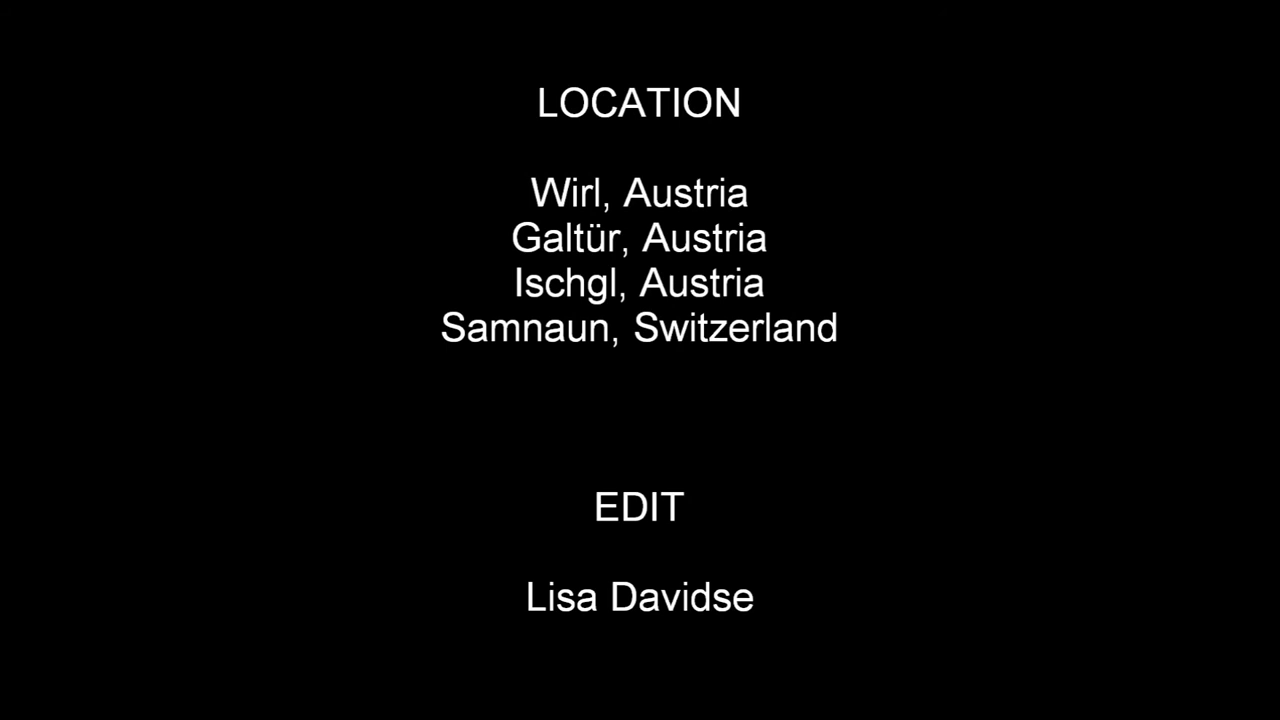 LOCATION
Wirl, Austria
Galtür, Austria
Ischgl, Austria
Samnaun, Switzerland
EDIT
Lisa Davidse